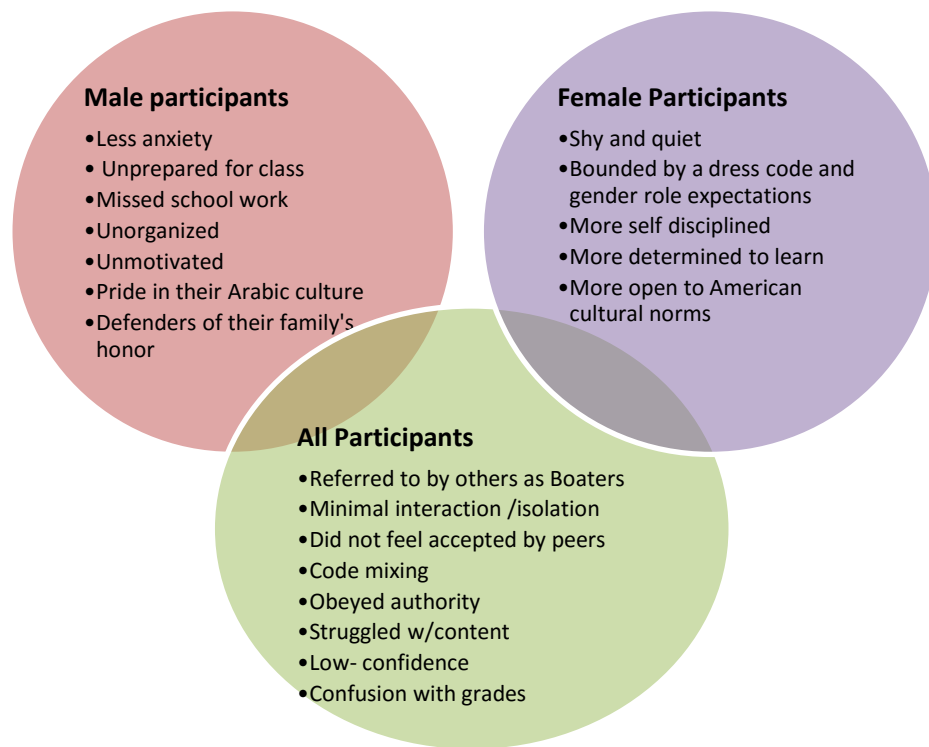 Male participants
•Less anxiety
• Unprepared for class
•Missed school work
•Unorganized
•Unmotivated
•Pride in their Arabic culture
•Defenders of their family's
honor
Female Participants
•Shy and quiet
•Bounded by a dress code and
gender role expectations
•More self disciplined
•More determined to learn
•More open to American
cultural norms
All Participants
•Referred to by others as Boaters
•Minimal interaction /isolation
•Did not feel accepted by peers
•Code mixing
•Obeyed authority
•Struggled w/content
•Low- confidence
•Confusion with grades